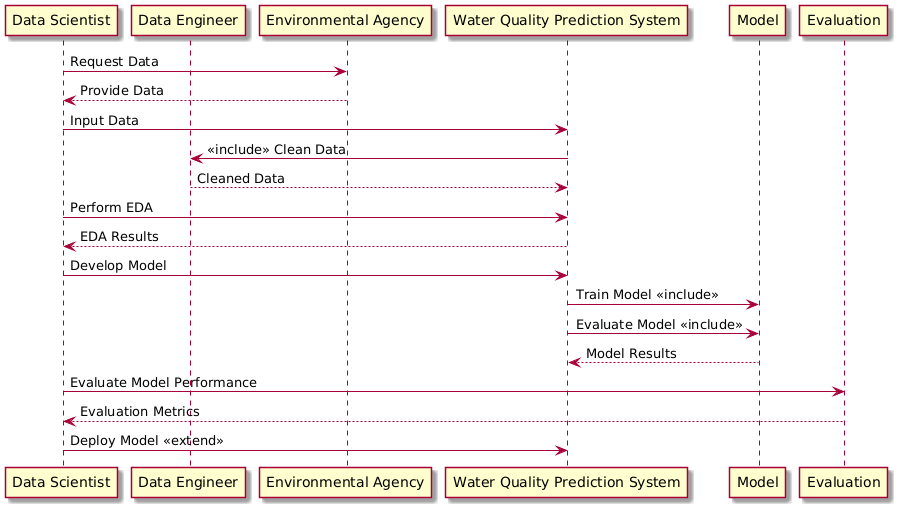 Data Scientist
Data Engineer
Environmental Agency
Water Quality Prediction System
Model
Evaluation
Request Data
Provide Data
Input Data
«include» Clean Data
Cleaned Data
Perform EDA
EDA Results
Develop Model
Train Model «include»
Evaluate Model «include»
Model Results
Evaluate Model Performance
Evaluation Metrics
Deploy Model «extend»
Data Scientist
Data Engineer
Environmental Agency
Water Quality Prediction System
Model
Evaluation